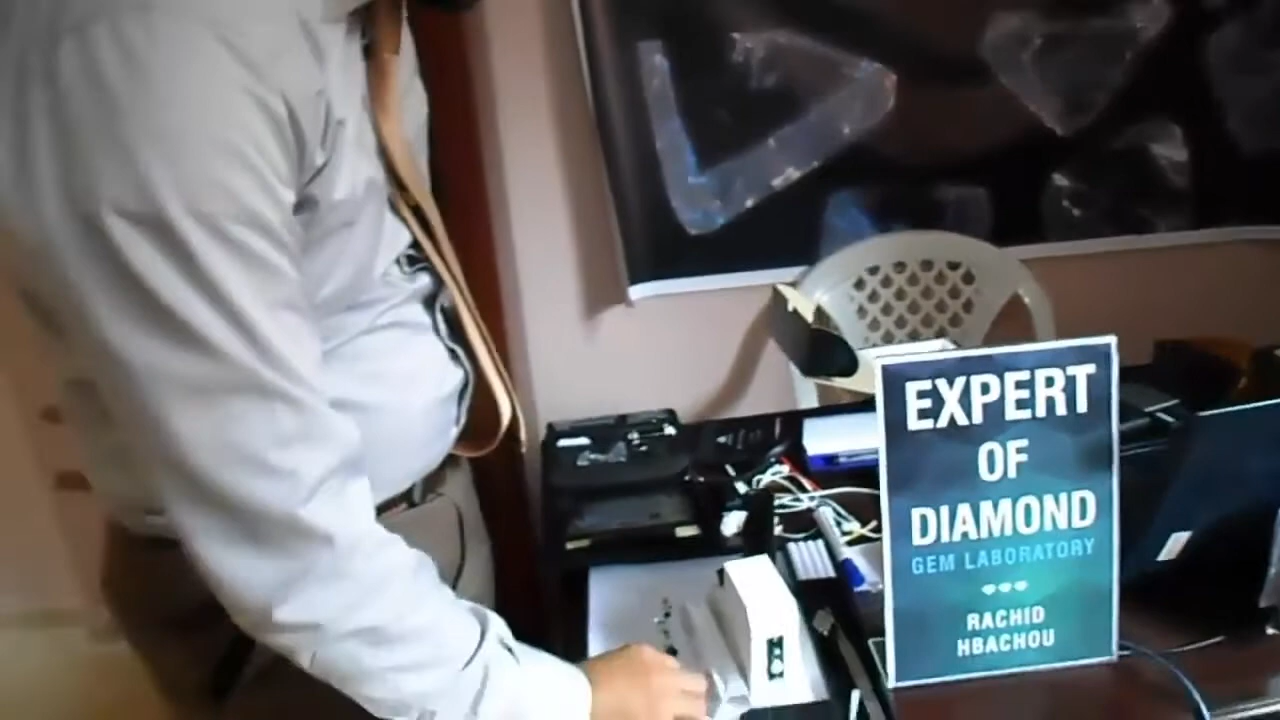 EXPERT
OF
DIAMOND
GEM LABORATORY
RACHID
HBACHOU